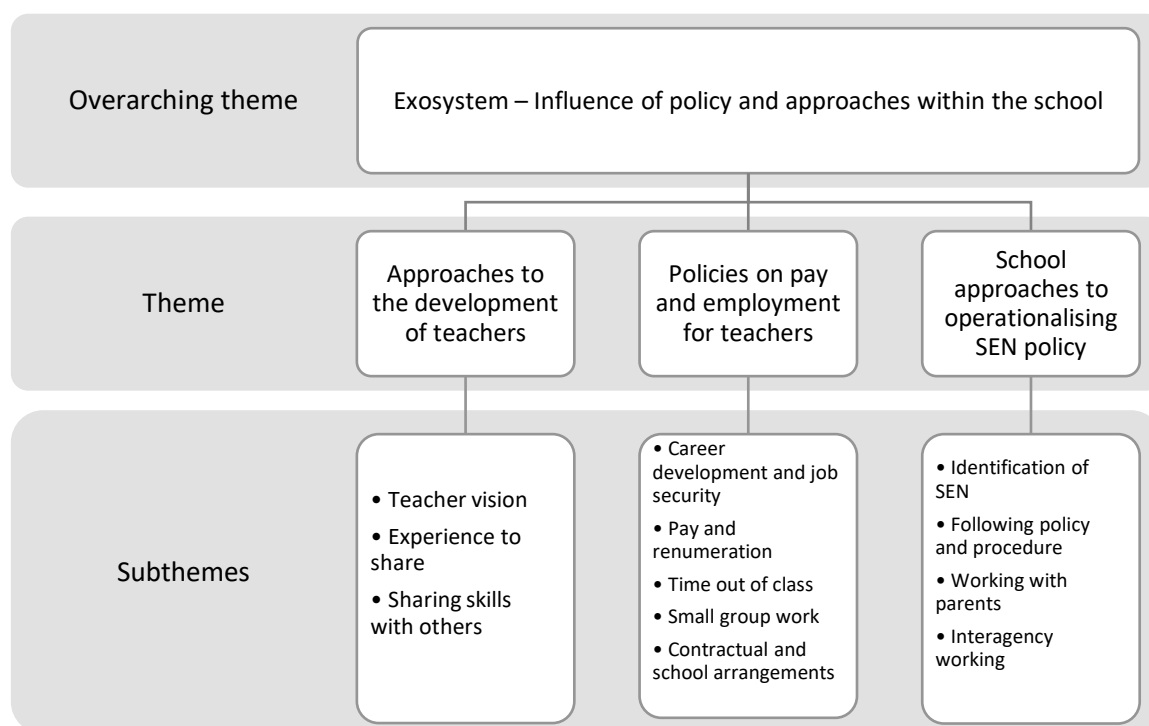 Overarching theme
Exosystem – Influence of policy and approaches within the school
Theme
Approaches to
the development
of teachers
Policies on pay
and employment
for teachers
School
approaches to
operationalising
SEN policy
Subthemes
• Teacher vision
• Experience to
share
• Sharing skills
with others
• Career
development and job
security
• Pay and
renumeration
• Time out of class
• Small group work
• Contractual and
school arrangements
• Identification of
SEN
• Following policy
and procedure
• Working with
parents
• Interagency
working